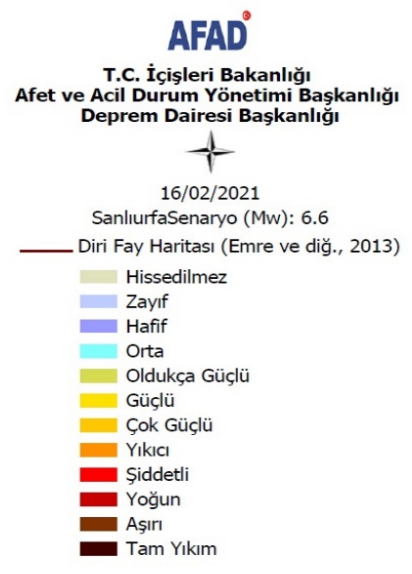 AFAD
T.C. İçişleri Bakanlığı
Afet ve Acil Durum Yönetimi Başkanlığı
Deprem Dairesi Başkanlığı
16/02/2021
SanlıurfaSenaryo (Mw): 6.6
Diri Fay Haritası (Emre ve diğ., 2013)
Hissedilmez
Zayıf
Hafif
Orta
Oldukça Güçlü
Güçlü
Çok Güçlü
Yıkıcı
Şiddetli
Yoğun
Aşırı
Tam Yıkım